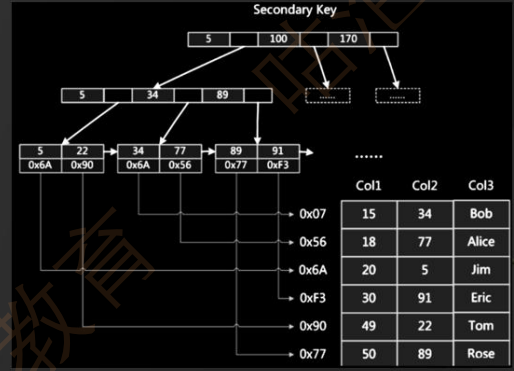 Secondary Key
5 100 170
5 34 89
...... ......
5 22 34 77 89 91
0x6A 0x90 0x6A 0x56 0x77 0xF3
......
Col1 Col2 Col3
0x07 15 34 Bob
0x56 18 77 Alice
0x6A 20 5 Jim
0xF3 30 91 Eric
0x90 49 22 Tom
0x77 50 89 Rose
教育